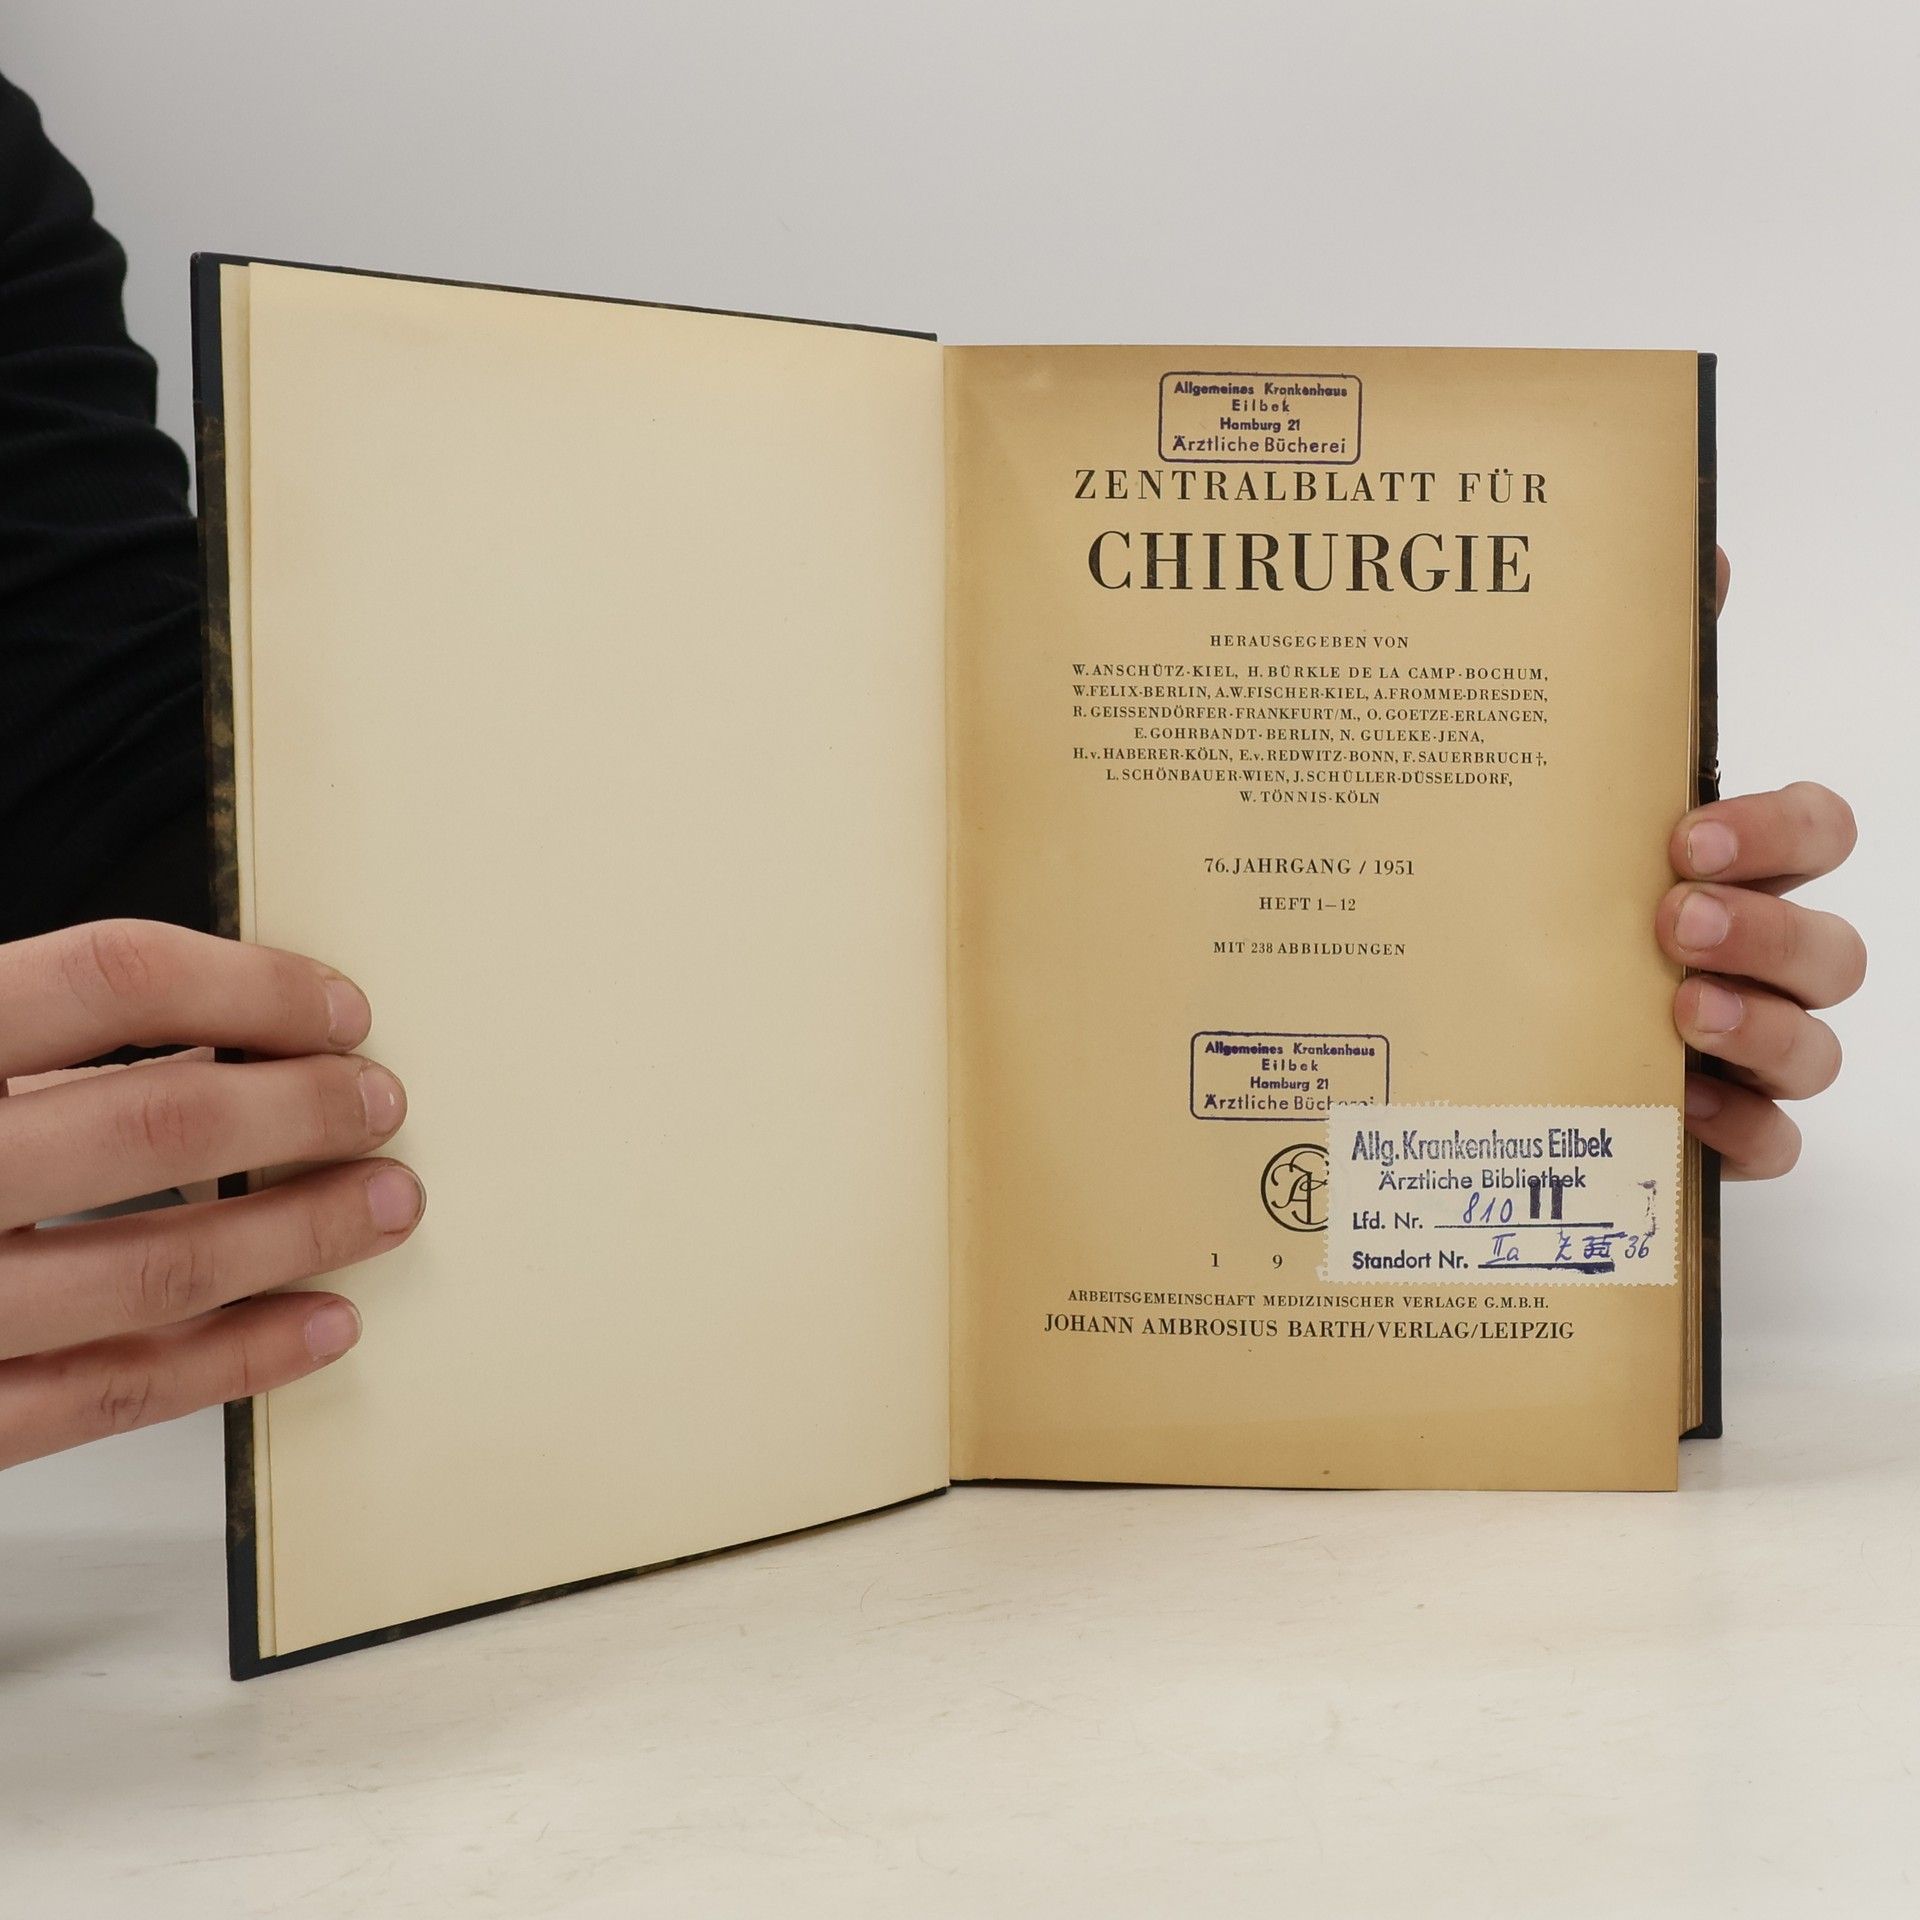 Allgemeines Krankenhaus
Eilbek
Hamburg 21
Ärztliche Bücherei
ZENTRALBLATT FÜR
CHIRURGIE
HERAUSGEGEBEN VON
W. ANSCHÜTZ-KIEL, H. BÜRKLE DE LA CAMP-BOCHUM,
W. FELIX-BERLIN, A.W. FISCHER-KIEL, A. FROMME-DRESDEN,
R. GEISSENDÖRFER-FRANKFURT/M., O. GOETZE-ERLANGEN,
E. GOHRBANDT-BERLIN, N. GULEKE-JENA,
H. v. HABERER-KÖLN, E. v. REDWITZ-BONN, F. SAUERBRUCH †,
L. SCHÖNBAUER-WIEN, J. SCHÜLLER-DÜSSELDORF,
W. TÖNNIS-KÖLN
76. JAHRGANG / 1951
HEFT 1–12
MIT 238 ABBILDUNGEN
Allgemeines Krankenhaus
Eilbek
Hamburg 21
Ärztliche Bücherei
Allg. Krankenhaus Eilbek
Ärztliche Bibliothek
Lfd. Nr. 810 II
Standort Nr. IIa Z 36
1 9
ARBEITSGEMEINSCHAFT MEDIZINISCHER VERLAGE G.M.B.H.
JOHANN AMBROSIUS BARTH/VERLAG/LEIPZIG